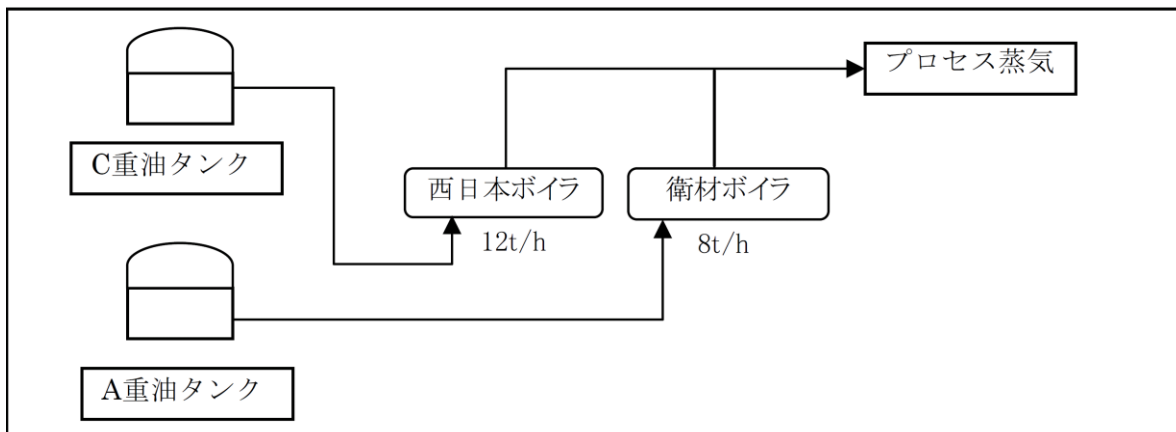 プロセス蒸気
C重油タンク
西日本ボイラ
衛材ボイラ
12t/h
8t/h
A重油タンク